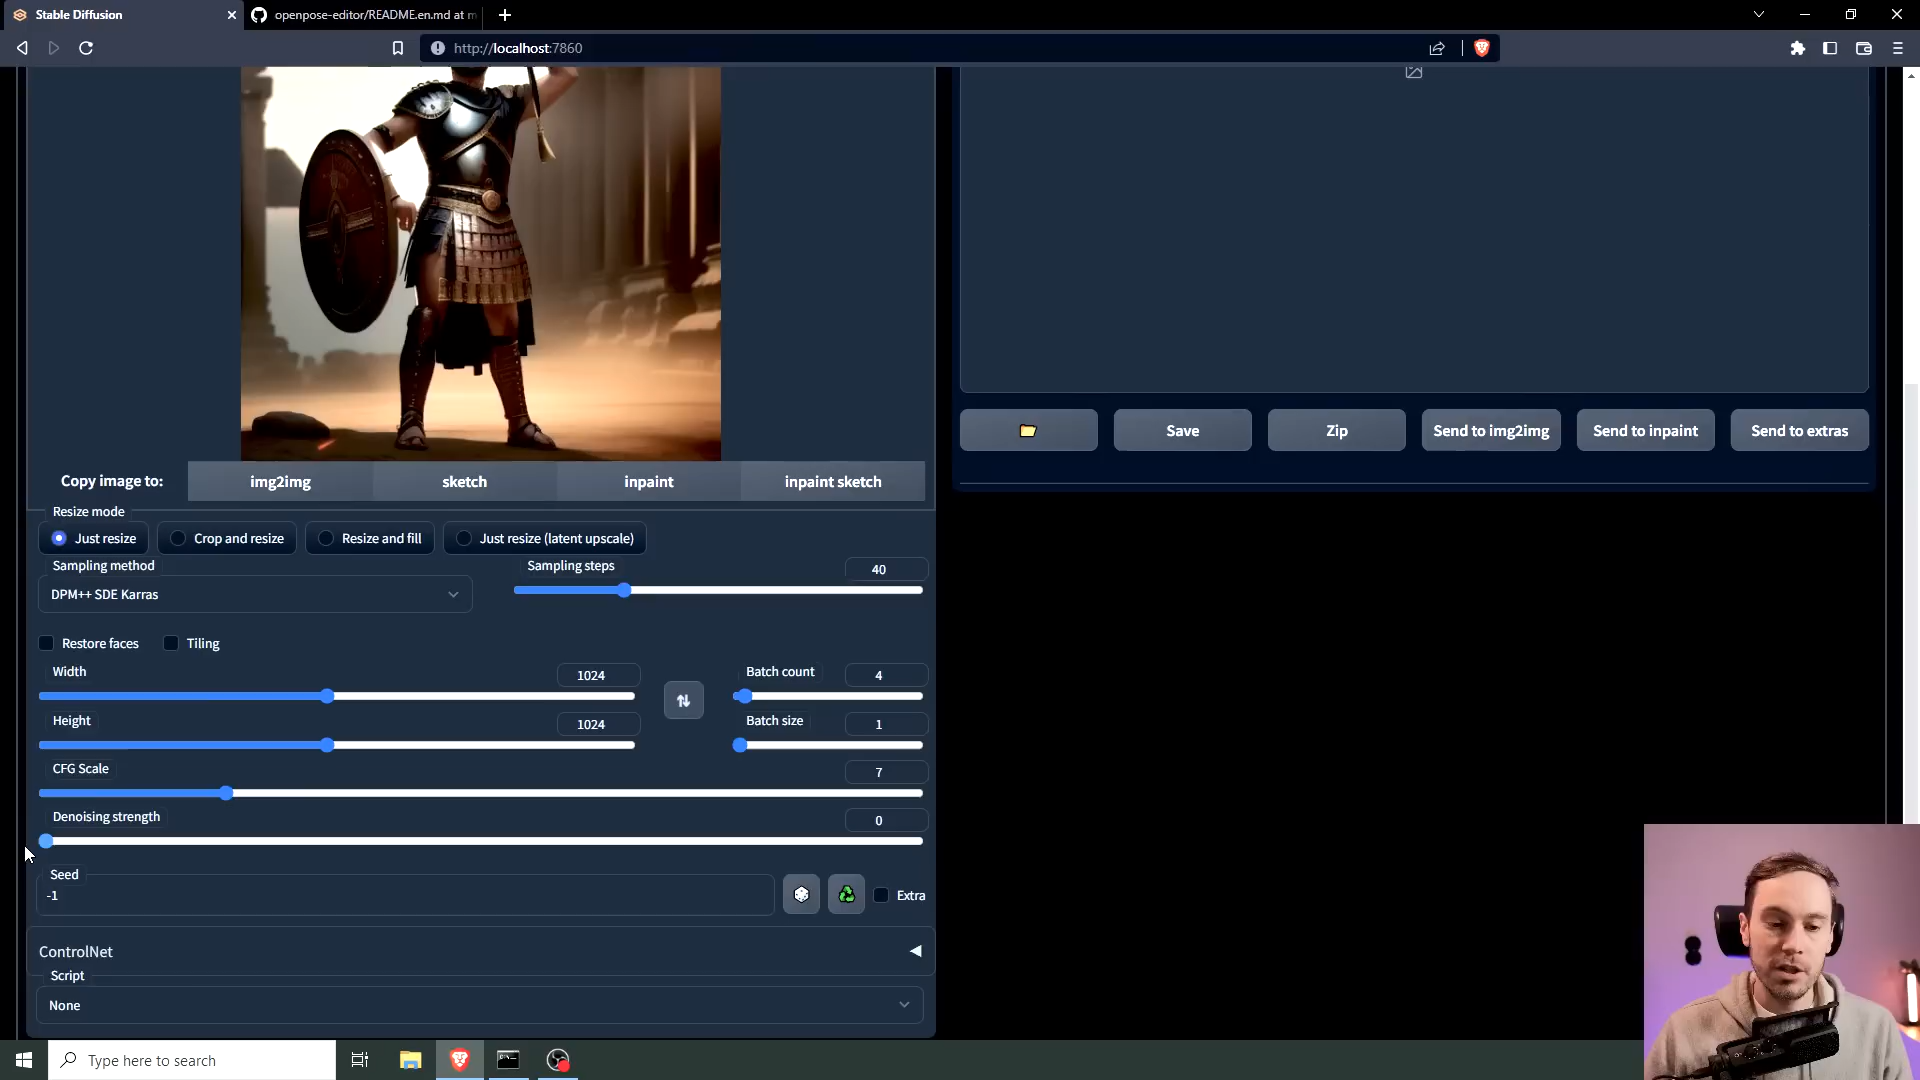 Stable Diffusion
openpose-editor/README.en.md at m
http://localhost:7860
Save
Zip
Send to img2img
Send to inpaint
Send to extras
Copy image to:
img2img
sketch
inpaint
inpaint sketch
Resize mode
Just resize
Crop and resize
Resize and fill
Just resize (latent upscale)
Sampling method
Sampling steps
40
DPM++ SDE Karras
Restore faces
Tiling
Width
1024
Batch count
4
Height
1024
Batch size
1
CFG Scale
7
Denoising strength
0
Seed
-1
Extra
ControlNet
Script
None
Type here to search